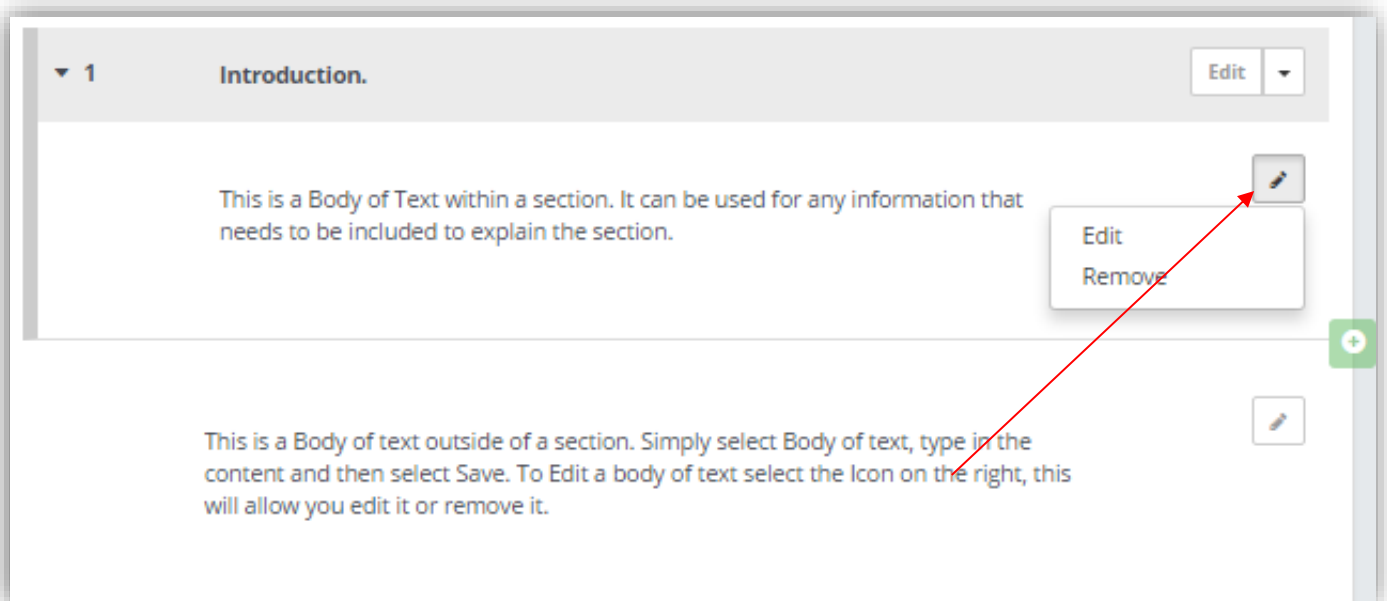 1 Introduction. Edit
This is a Body of Text within a section. It can be used for any information that
needs to be included to explain the section.
Edit
Remove
This is a Body of text outside of a section. Simply select Body of text, type in the
content and then select Save. To Edit a body of text select the Icon on the right, this
will allow you edit it or remove it.